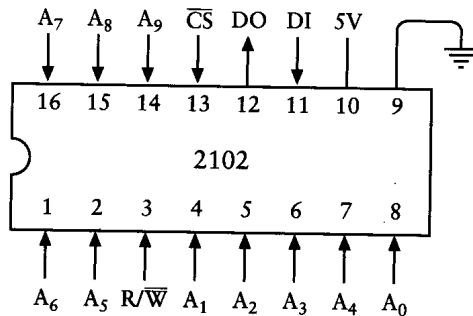 A₇ A₈ A₉ C̅S̅ DO DI 5V
16 15 14 13 12 11 10 9
2102
1 2 3 4 5 6 7 8
A₆ A₅ R/W̅ A₁ A₂ A₃ A₄ A₀